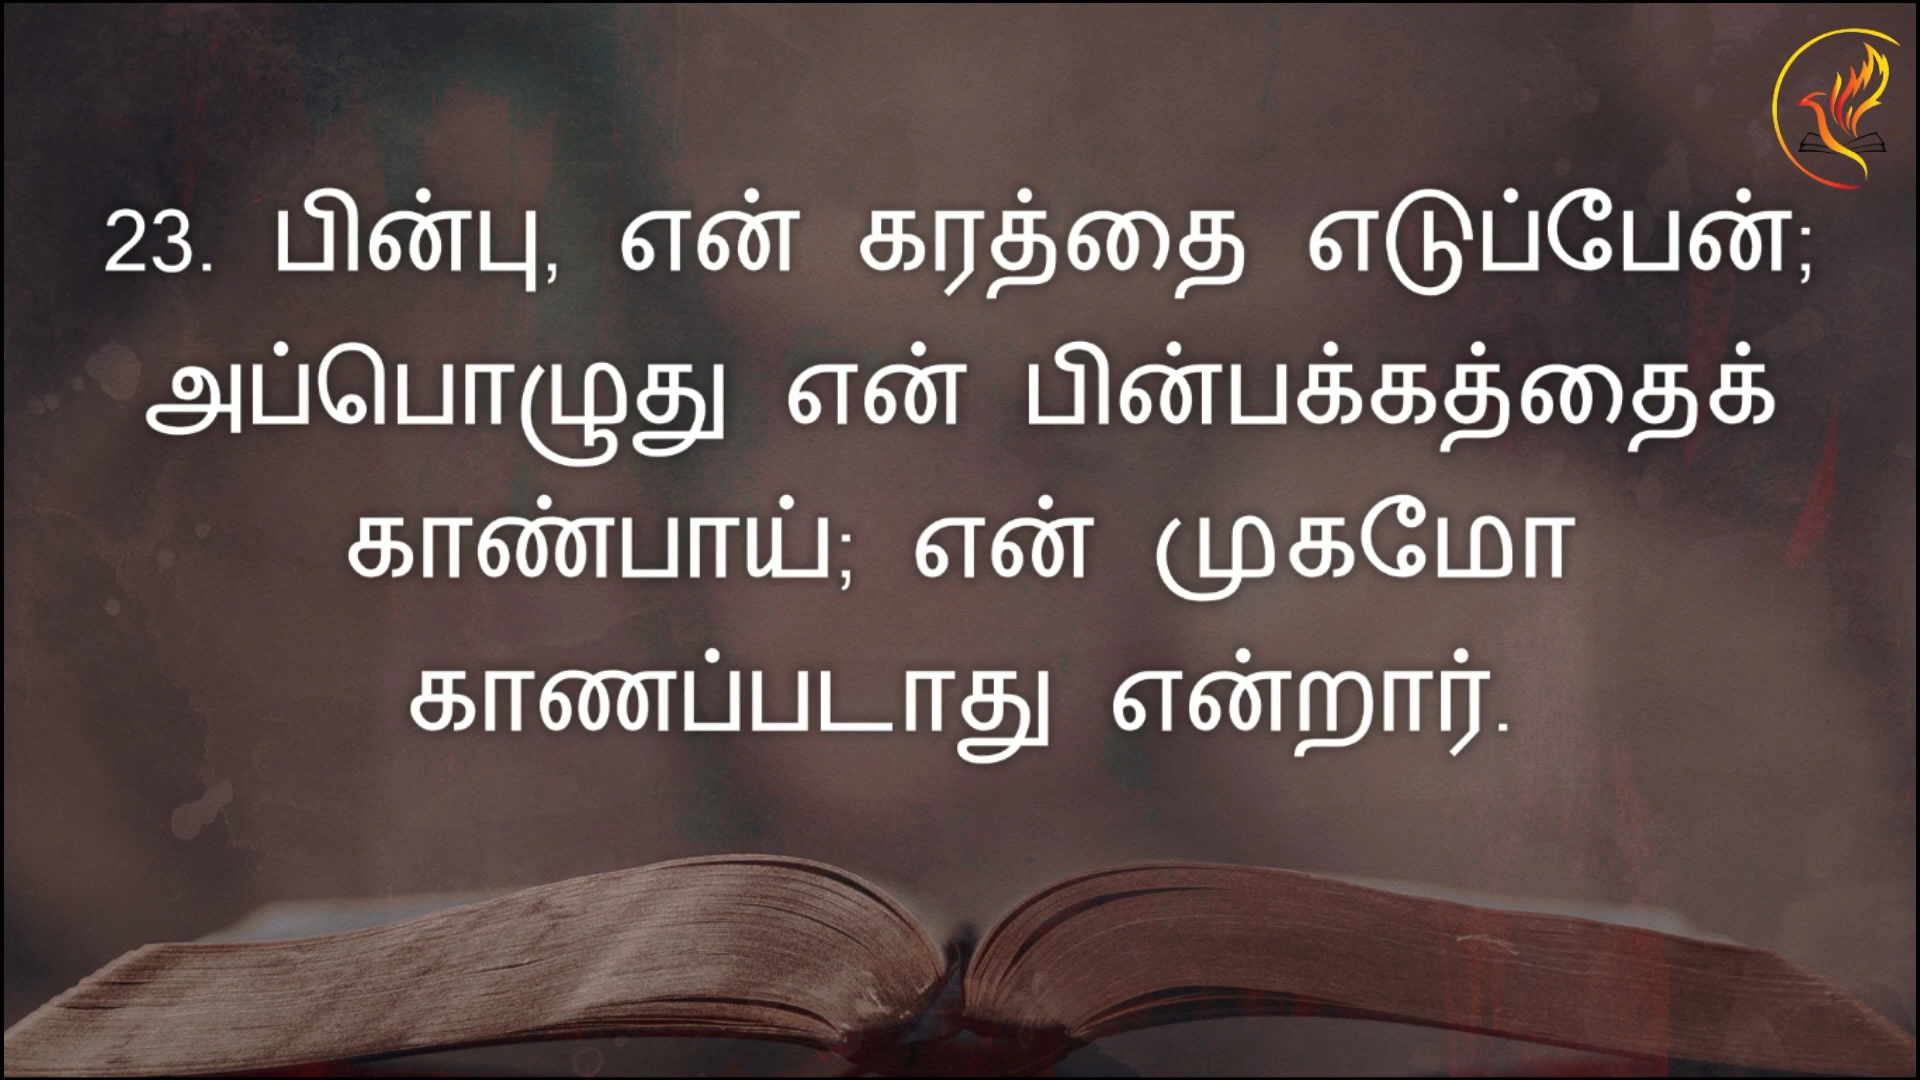 23. பின்பு, என் கரத்தை எடுப்பேன்;
அப்பொழுது என் பின்பக்கத்தைக்
காண்பாய்; என் முகமோ
காணப்படாது என்றார்.